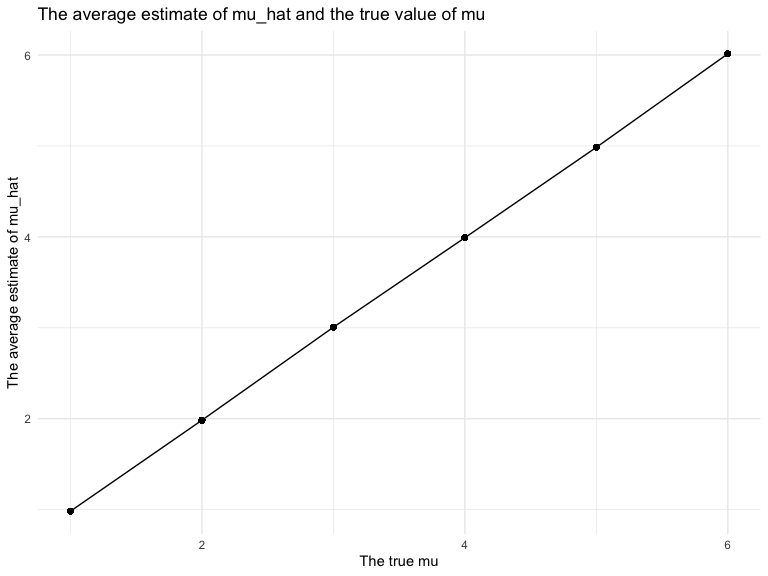 The average estimate of mu_hat and the true value of mu
The average estimate of mu_hat
6
4
2
2
4
6
The true mu